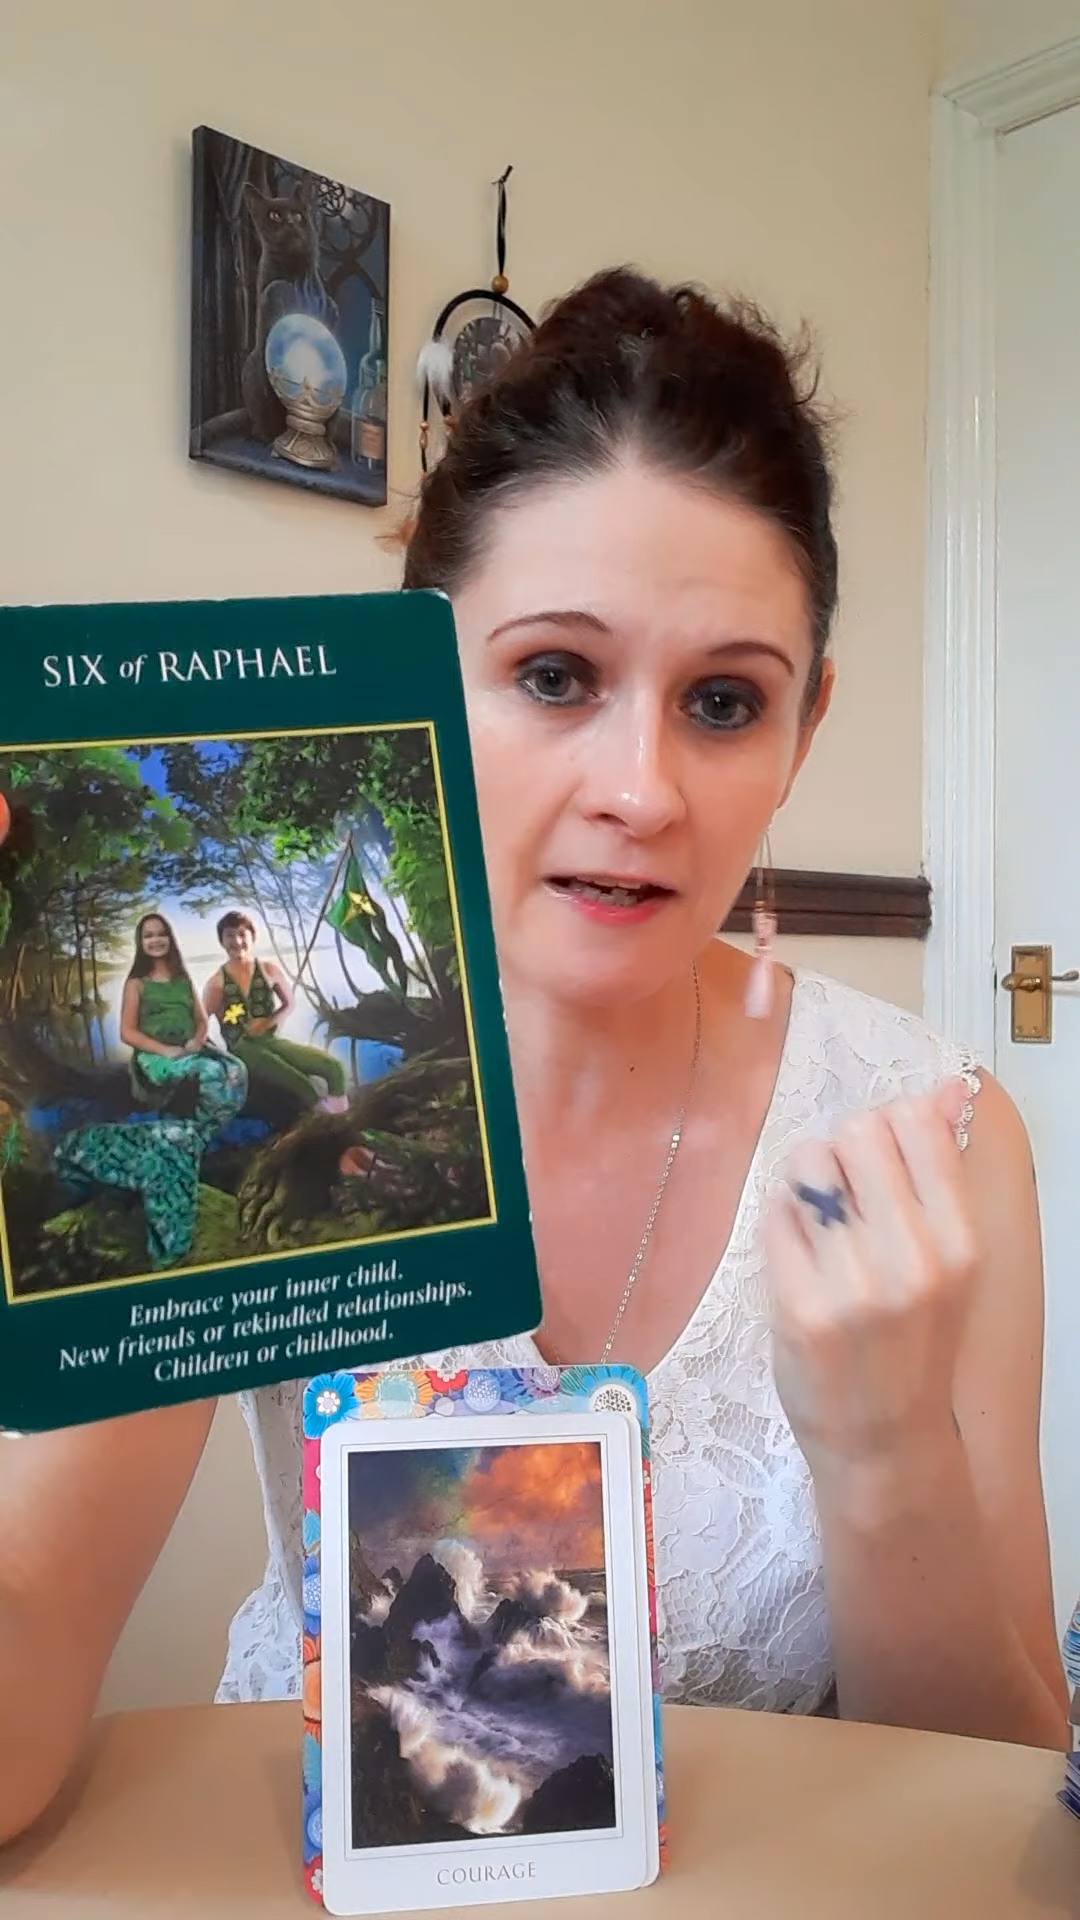 SIX of RAPHAEL
Embrace your inner child.
New friends or rekindled relationships.
Children or childhood.
COURAGE